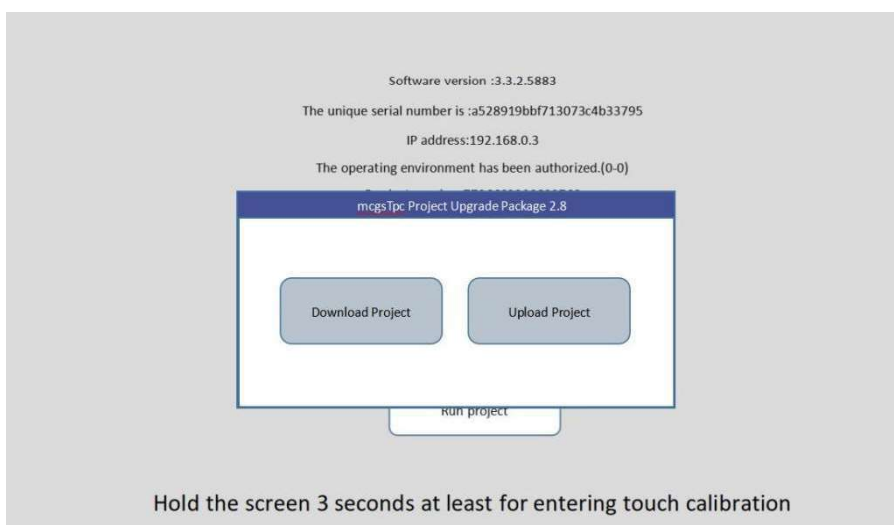 Software version :3.3.2.5883
The unique serial number is :a528919bbf713073c4b33795
IP address:192.168.0.3
The operating environment has been authorized.(0-0)
mcgsTpc Project Upgrade Package 2.8
Download Project
Upload Project
Run project
Hold the screen 3 seconds at least for entering touch calibration